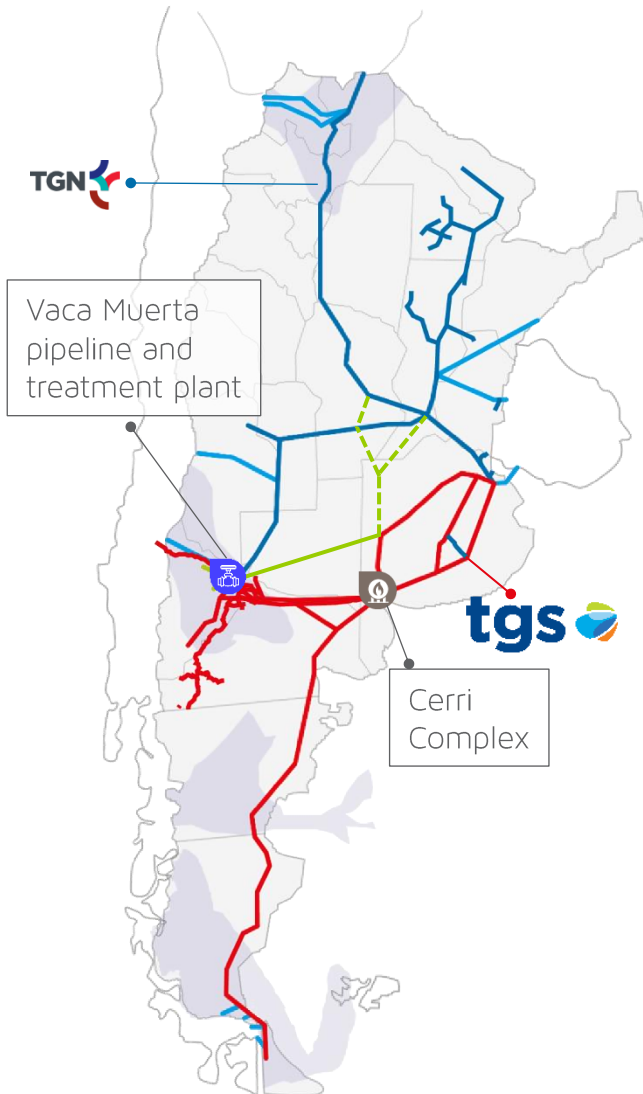 TGN
Vaca Muerta
pipeline and
treatment plant
tgs
Cerri
Complex